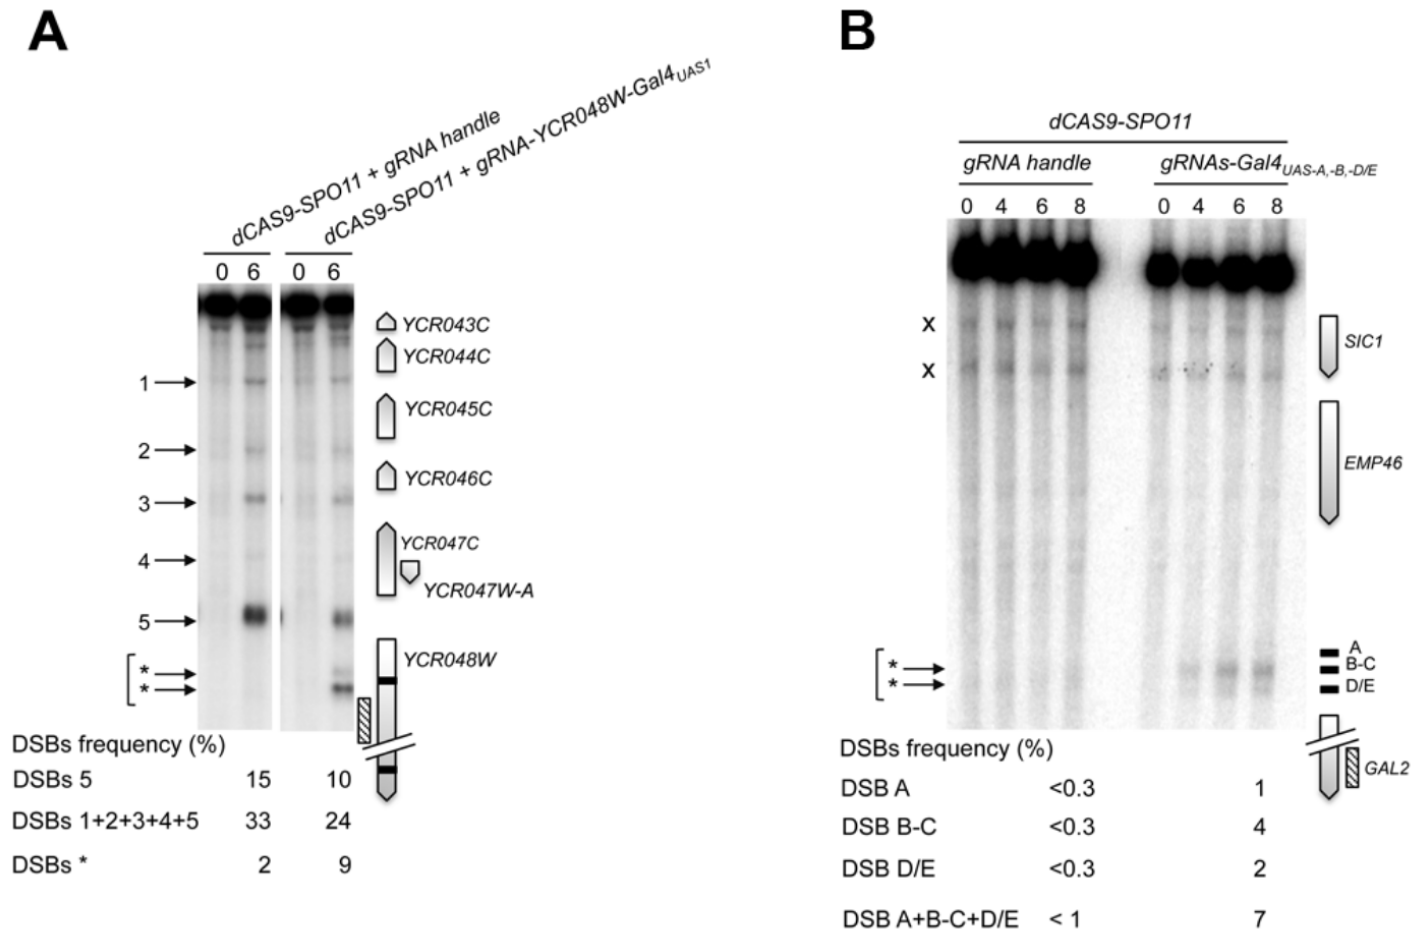 A
dCAS9-SPO11 + gRNA handle
dCAS9-SPO11 + gRNA-YCR048W-Gal4UAS1
0 6 0 6
YCR043C
YCR044C
1
YCR045C
2
YCR046C
3
YCR047C
4
YCR047W-A
5
YCR048W
*
*
DSBs frequency (%)
DSBs 5 15 10
DSBs 1+2+3+4+5 33 24
DSBs * 2 9
B
dCAS9-SPO11
gRNA handle gRNAs-Gal4UAS-A,-B,-D/E
0 4 6 8 0 4 6 8
x
SIC1
x
EMP46
A
* B-C
* D/E
GAL2
DSBs frequency (%)
DSB A <0.3 1
DSB B-C <0.3 4
DSB D/E <0.3 2
DSB A+B-C+D/E < 1 7